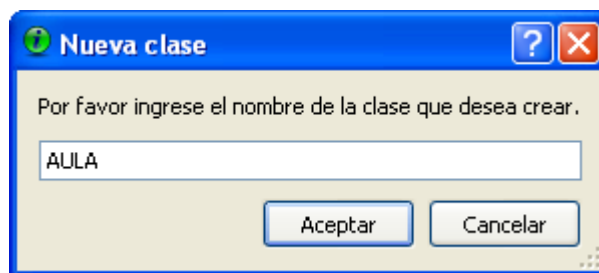 Nueva clase
Por favor ingrese el nombre de la clase que desea crear.
AULA
Aceptar Cancelar